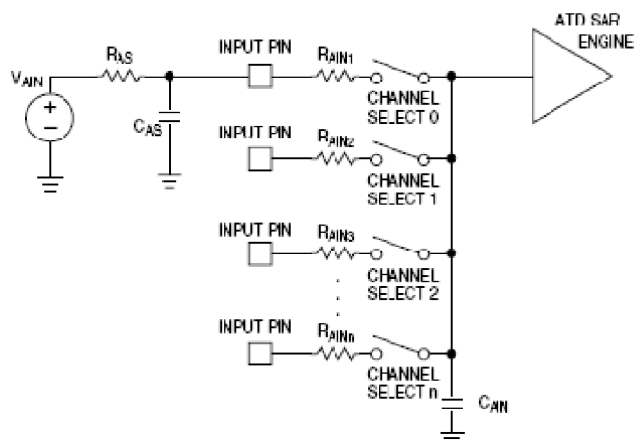 ATD SAR
ENGINE
INPUT PIN
RAS
RAIN1
VAIN
+
−
CAS
CHANNEL
SELECT 0
INPUT PIN
RAIN2
CHANNEL
SELECT 1
INPUT PIN
RAIN3
CHANNEL
SELECT 2
INPUT PIN
RAINn
CHANNEL
SELECT n
CAIN